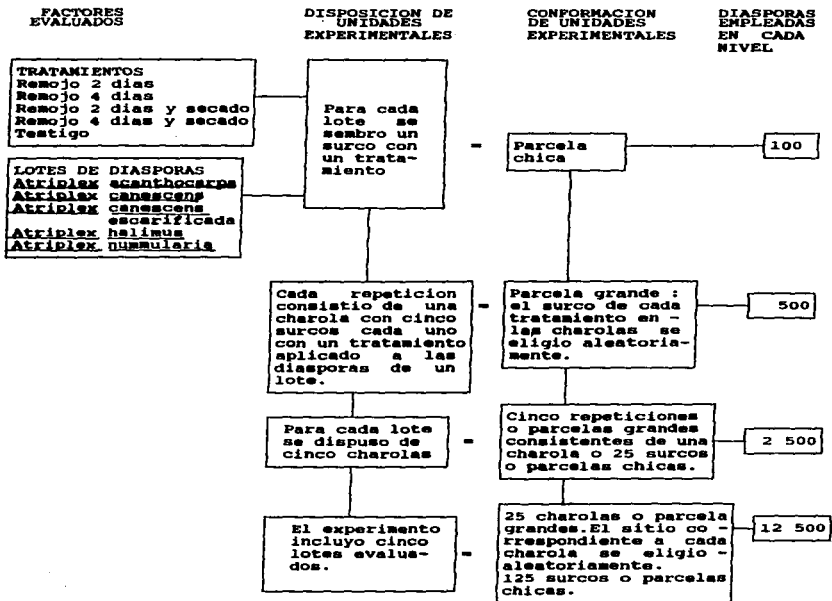 FACTORES
EVALUADOS
DISPOSICION DE
UNIDADES
EXPERIMENTALES
CONFORMACION
DE UNIDADES
EXPERIMENTALES
DIASPORAS
EMPLEADAS
EN CADA
NIVEL
TRATAMIENTOS
Remojo 2 dias
Remojo 4 dias
Remojo 2 dias y secado
Remojo 4 dias y secado
Testigo
LOTES DE DIASPORAS
Atriplex acanthocarpa
Atriplex canescens
Atriplex canescens
escarificada
Atriplex halimus
Atriplex nummularia
Para cada
lote se
sembro un
surco con
un trata-
miento
-
Parcela
chica
100
Cada repeticion
consistio de una
charola con cinco
surcos cada uno
con un tratamiento
aplicado a las
diasporas de un
lote.
-
Parcela grande :
el surco de cada
tratamiento en -
las charolas se
eligio aleatoria-
mente.
500
Para cada lote
se dispuso de
cinco charolas
-
Cinco repeticiones
o parcelas grandes
consistentes de una
charola o 25 surcos
o parcelas chicas.
2 500
El experimento
incluyo cinco
lotes evalua-
dos.
-
25 charolas o parcela
grandes.El sitio co -
rrespondiente a cada
charola se eligio -
aleatoriamente.
125 surcos o parcelas
chicas.
12 500